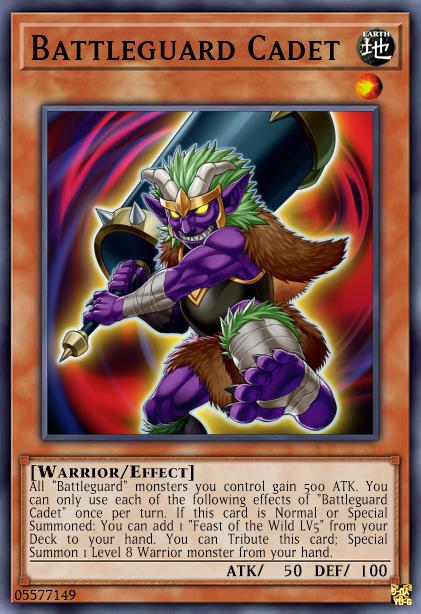 BATTLEGUARD CADET
EARTH
地
[WARRIOR/EFFECT]
All "Battleguard" monsters you control gain 500 ATK. You
can only use each of the following effects of "Battleguard
Cadet" once per turn. If this card is Normal or Special
Summoned: You can add 1 "Feast of the Wild LV5" from your
Deck to your hand. You can Tribute this card; Special
Summon 1 Level 8 Warrior monster from your hand.
ATK/ 50 DEF/ 100
05577149